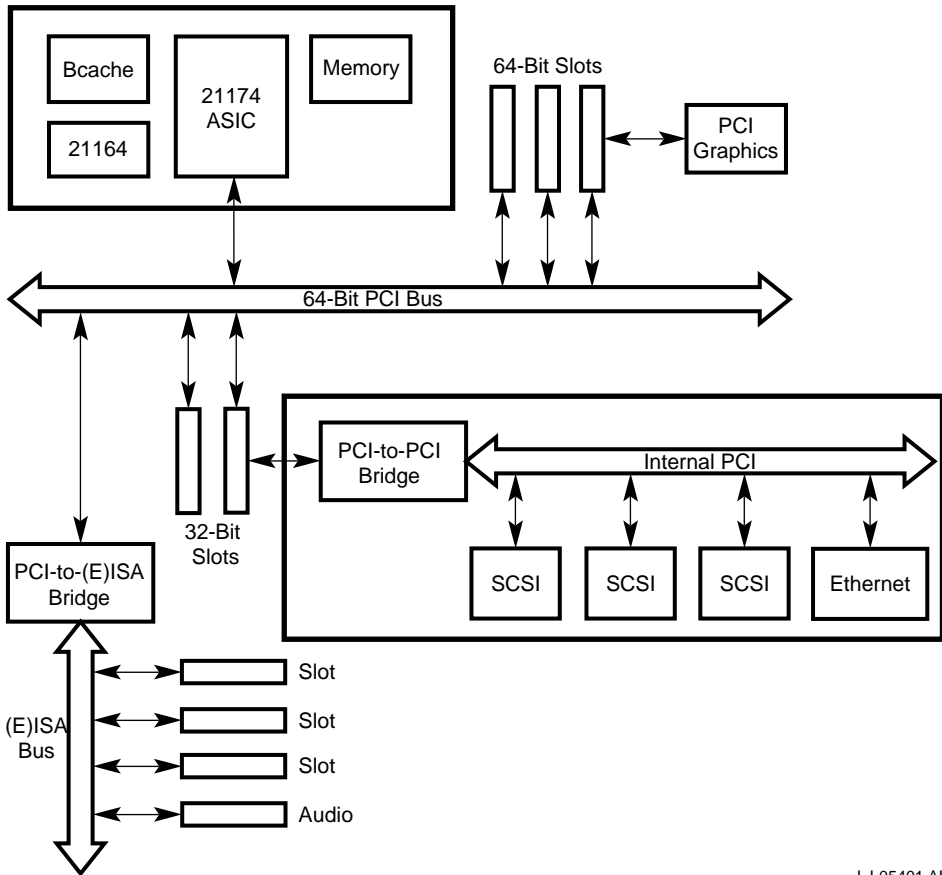 Bcache
21174
ASIC
Memory
21164
64-Bit Slots
PCI
Graphics
64-Bit PCI Bus
PCI-to-PCI
Bridge
Internal PCI
32-Bit
Slots
SCSI
SCSI
SCSI
Ethernet
PCI-to-(E)ISA
Bridge
(E)ISA
Bus
Slot
Slot
Slot
Audio